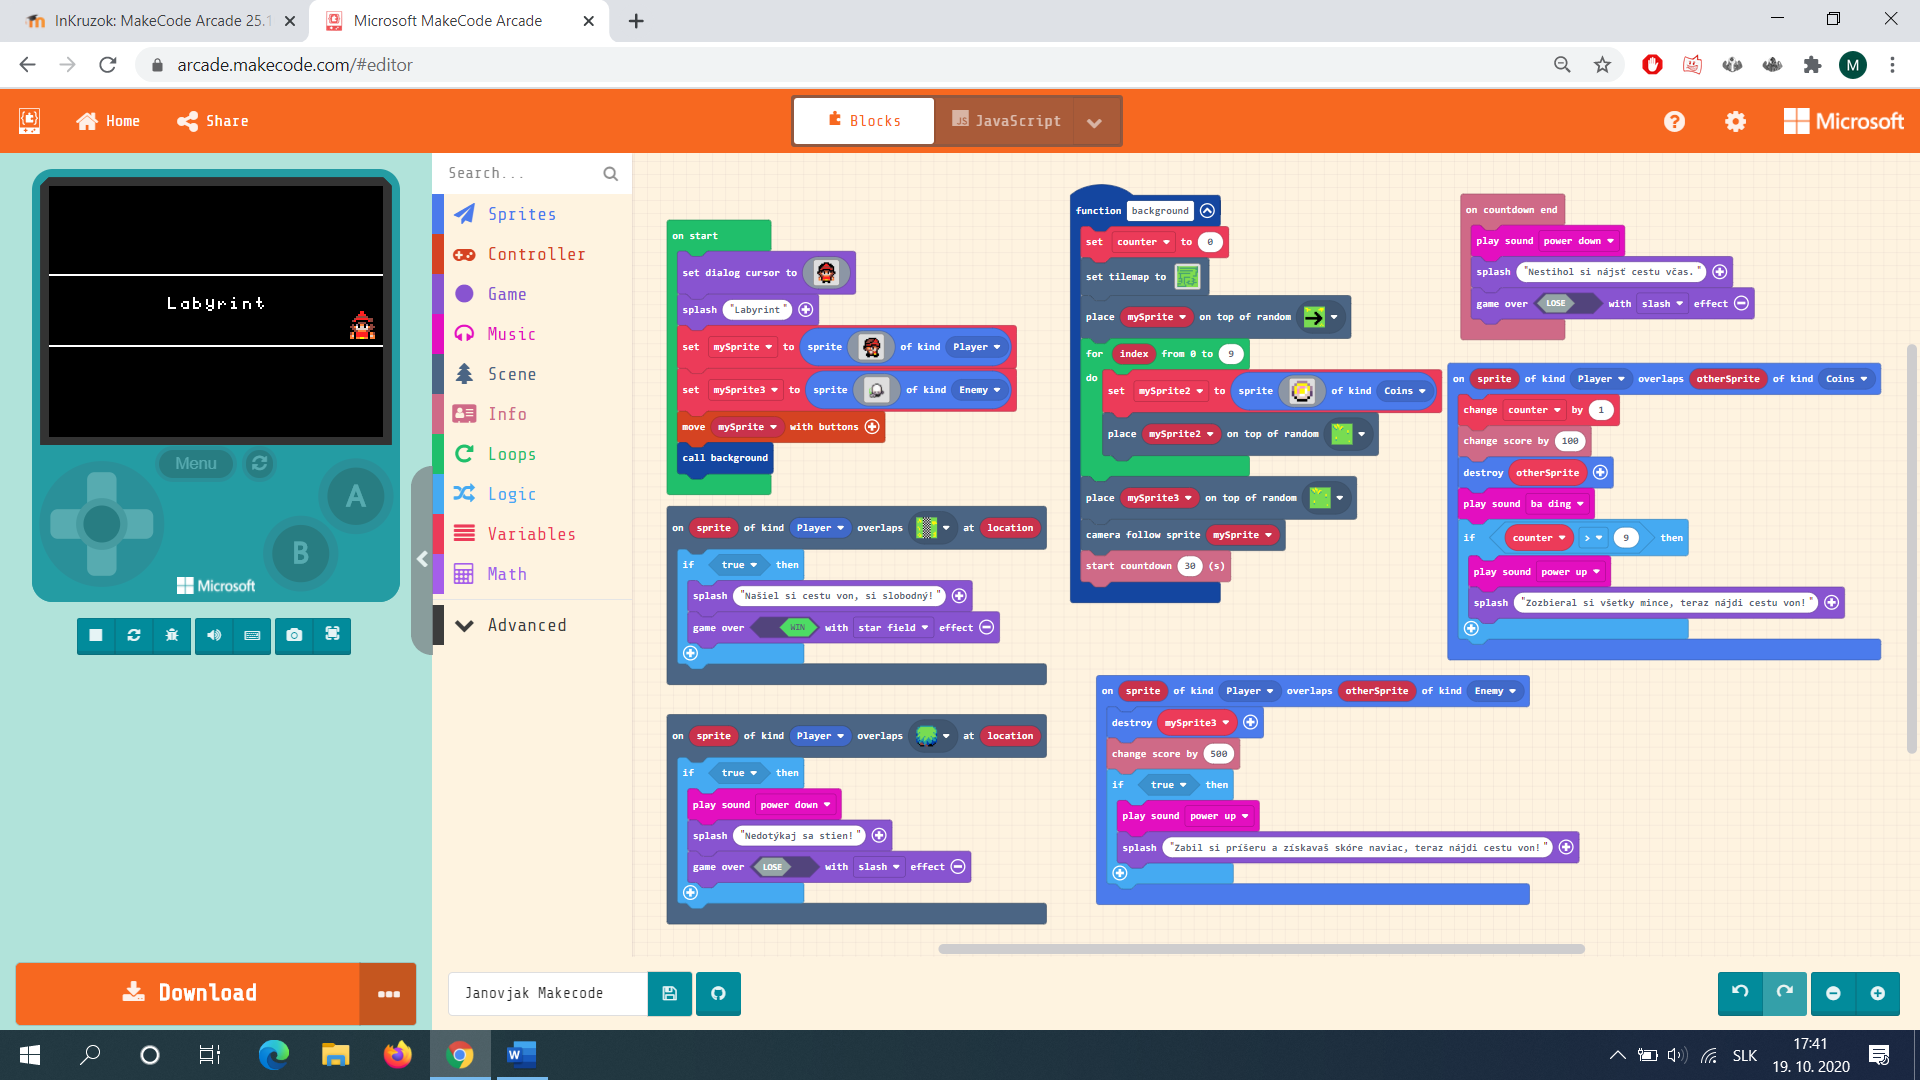 InKruzok: MakeCode Arcade 25.1
Microsoft MakeCode Arcade
arcade.makecode.com/#editor
M
Home
Share
Blocks
JS JavaScript
?
Microsoft
Labyrint
Menu
A
B
Microsoft
Download
Search...
Sprites
Controller
Game
Music
Scene
Info
Loops
Logic
Variables
Math
Advanced
on start
set dialog cursor to
splash "Labyrint"
set mySprite to sprite of kind Player
set mySprite3 to sprite of kind Enemy
move mySprite with buttons
call background
on sprite of kind Player overlaps at location
if true then
splash "Našiel si cestu von, si slobodný!"
game over WIN with star field effect
on sprite of kind Player overlaps at location
if true then
play sound power down
splash "Nedotýkaj sa stien!"
game over LOSE with slash effect
function background
set counter to 0
set tilemap to
place mySprite on top of random
for index from 0 to 9
do
set mySprite2 to sprite of kind Coins
place mySprite2 on top of random
place mySprite3 on top of random
camera follow sprite mySprite
start countdown 30 (s)
on sprite of kind Player overlaps otherSprite of kind Enemy
destroy mySprite3
change score by 500
if true then
play sound power up
splash "Zabil si príšeru a získavaš skóre naviac, teraz nájdi cestu von!"
on countdown end
play sound power down
splash "Nestihol si nájsť cestu včas."
game over LOSE with slash effect
on sprite of kind Player overlaps otherSprite of kind Coins
change counter by 1
change score by 100
destroy otherSprite
play sound ba ding
if counter > 9 then
play sound power up
splash "Zozbieral si všetky mince, teraz nájdi cestu von!"
Janovjak Makecode
W
SLK
17:41
19. 10. 2020